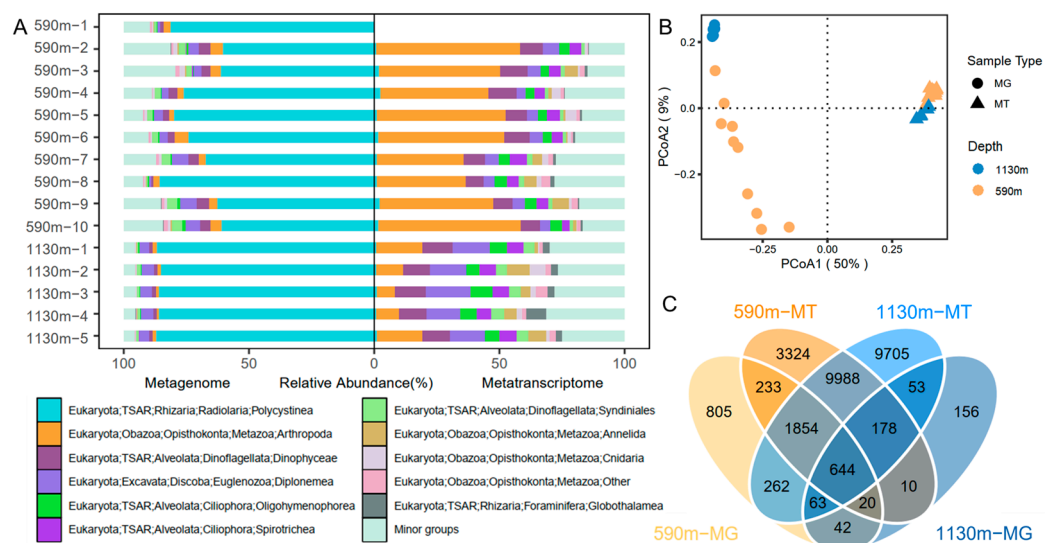 A
590m-1
590m-2
590m-3
590m-4
590m-5
590m-6
590m-7
590m-8
590m-9
590m-10
1130m-1
1130m-2
1130m-3
1130m-4
1130m-5
100 50 0 50 100
Metagenome Relative Abundance(%) Metatranscriptome
Eukaryota;TSAR;Rhizaria;Radiolaria;Polycystinea
Eukaryota;Obazoa;Opisthokonta;Metazoa;Arthropoda
Eukaryota;TSAR;Alveolata;Dinoflagellata;Dinophyceae
Eukaryota;Excavata;Discoba;Euglenozoa;Diplonemea
Eukaryota;TSAR;Alveolata;Ciliophora;Oligohymenophorea
Eukaryota;TSAR;Alveolata;Ciliophora;Spirotrichea
Eukaryota;TSAR;Alveolata;Dinoflagellata;Syndiniales
Eukaryota;Obazoa;Opisthokonta;Metazoa;Annelida
Eukaryota;Obazoa;Opisthokonta;Metazoa;Cnidaria
Eukaryota;Obazoa;Opisthokonta;Metazoa;Other
Eukaryota;TSAR;Rhizaria;Foraminifera;Globothalamea
Minor groups
B
PCoA2 ( 9% )
0.2
0.0
-0.2
-0.25 0.00 0.25
PCoA1 ( 50% )
Sample Type
MG
MT
Depth
1130m
590m
C
590m-MT 1130m-MT
3324 9705
233 9988 53
805 156
1854 178
644
262 10
63 20
42
590m-MG 1130m-MG